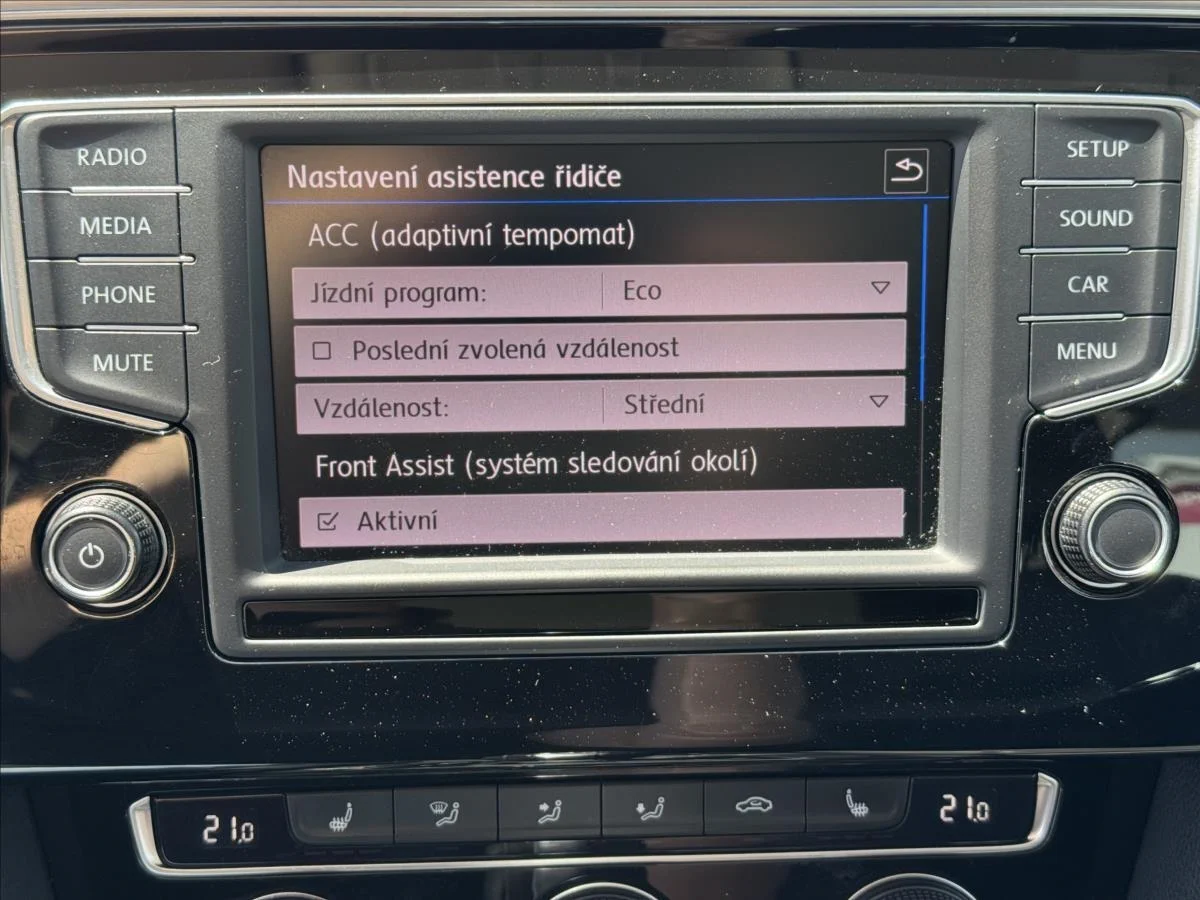 RADIO
MEDIA
PHONE
MUTE
Nastavení asistence řidiče
ACC (adaptivní tempomat)
Jízdní program: Eco
Poslední zvolená vzdálenost
Vzdálenost: Střední
Front Assist (systém sledování okolí)
Aktivní
SETUP
SOUND
CAR
MENU
21,0
21,0